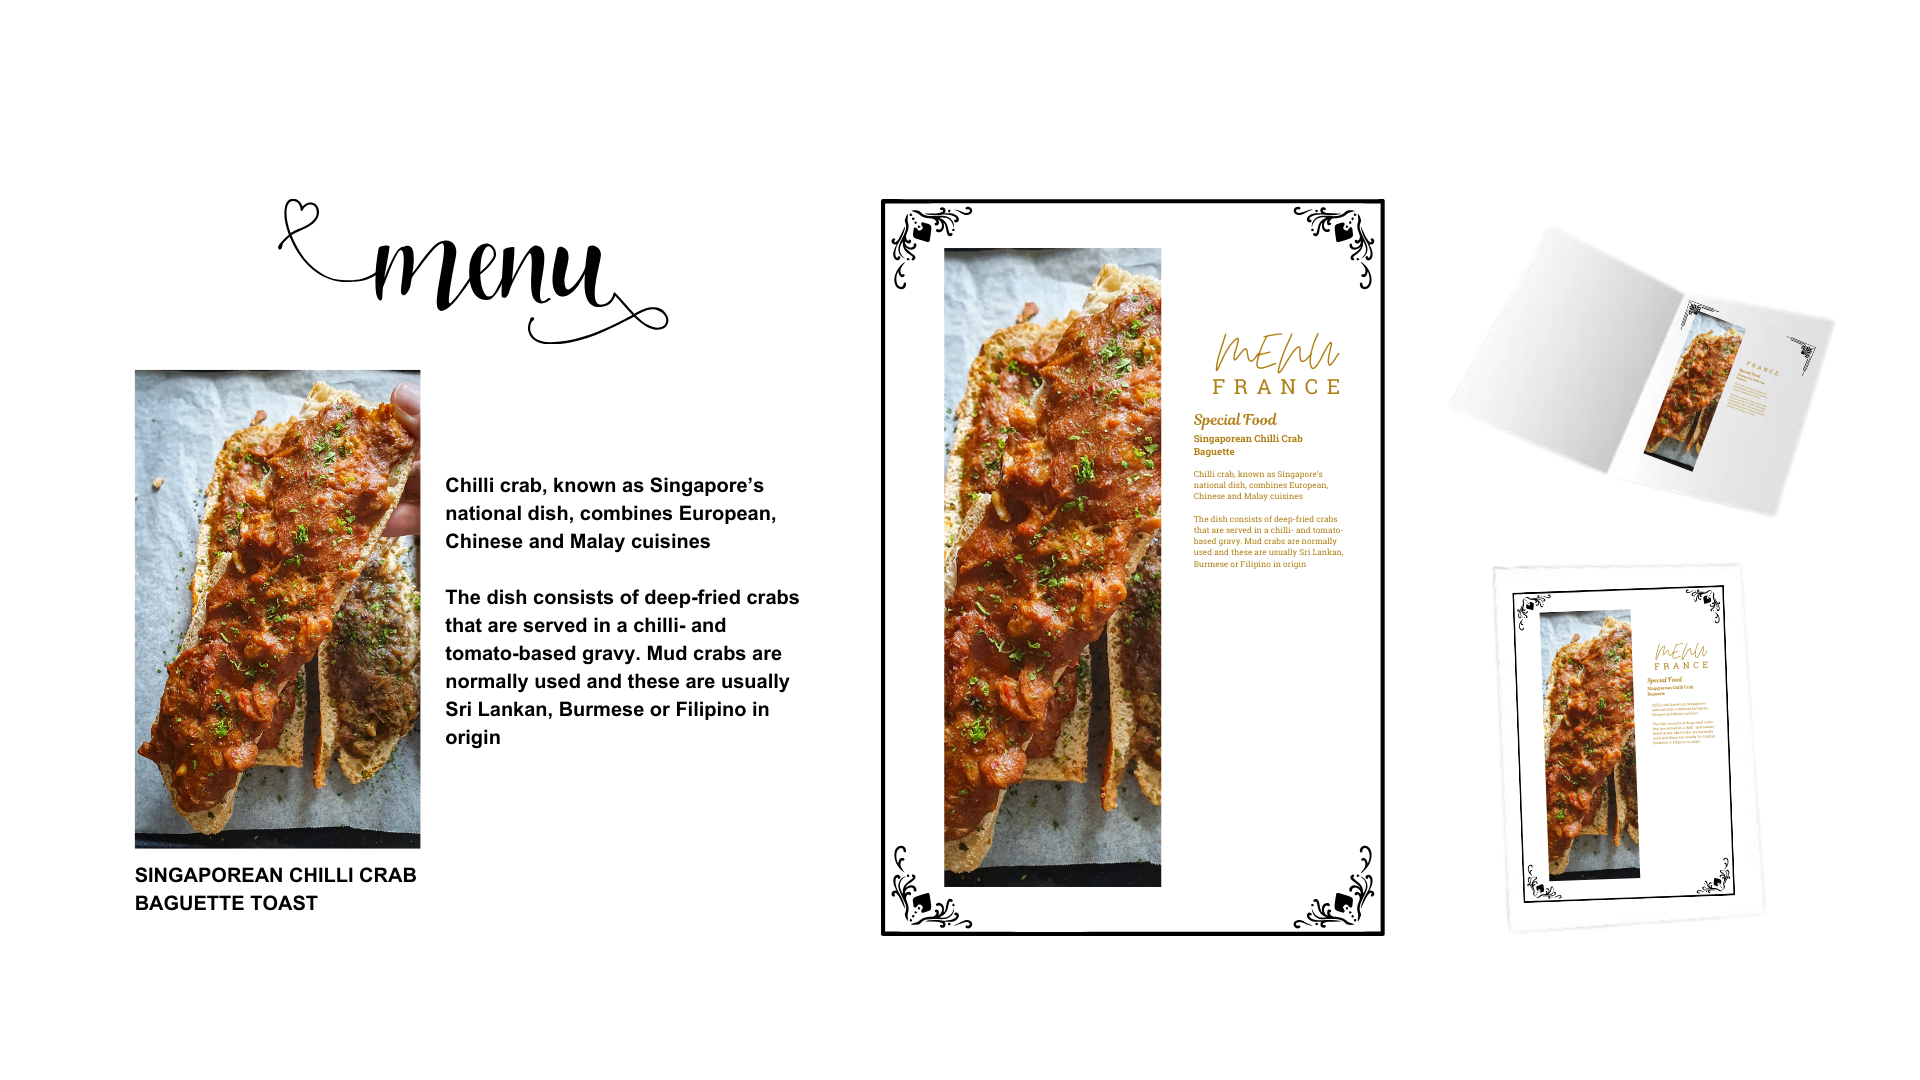 menu
SINGAPOREAN CHILLI CRAB
BAGUETTE TOAST
Chilli crab, known as Singapore’s
national dish, combines European,
Chinese and Malay cuisines
The dish consists of deep-fried crabs
that are served in a chilli- and
tomato-based gravy. Mud crabs are
normally used and these are usually
Sri Lankan, Burmese or Filipino in
origin
MENU
FRANCE
Special Food
Singaporean Chilli Crab
Baguette
Chilli crab, known as Singapore's
national dish, combines European,
Chinese and Malay cuisines
The dish consists of deep-fried crabs
that are served in a chilli- and tomato-
based gravy. Mud crabs are normally
used and these are usually Sri Lankan,
Burmese or Filipino in origin
FRANCE
Special Food
MENU
FRANCE
Special Food
Singaporean Chilli Crab
Baguette